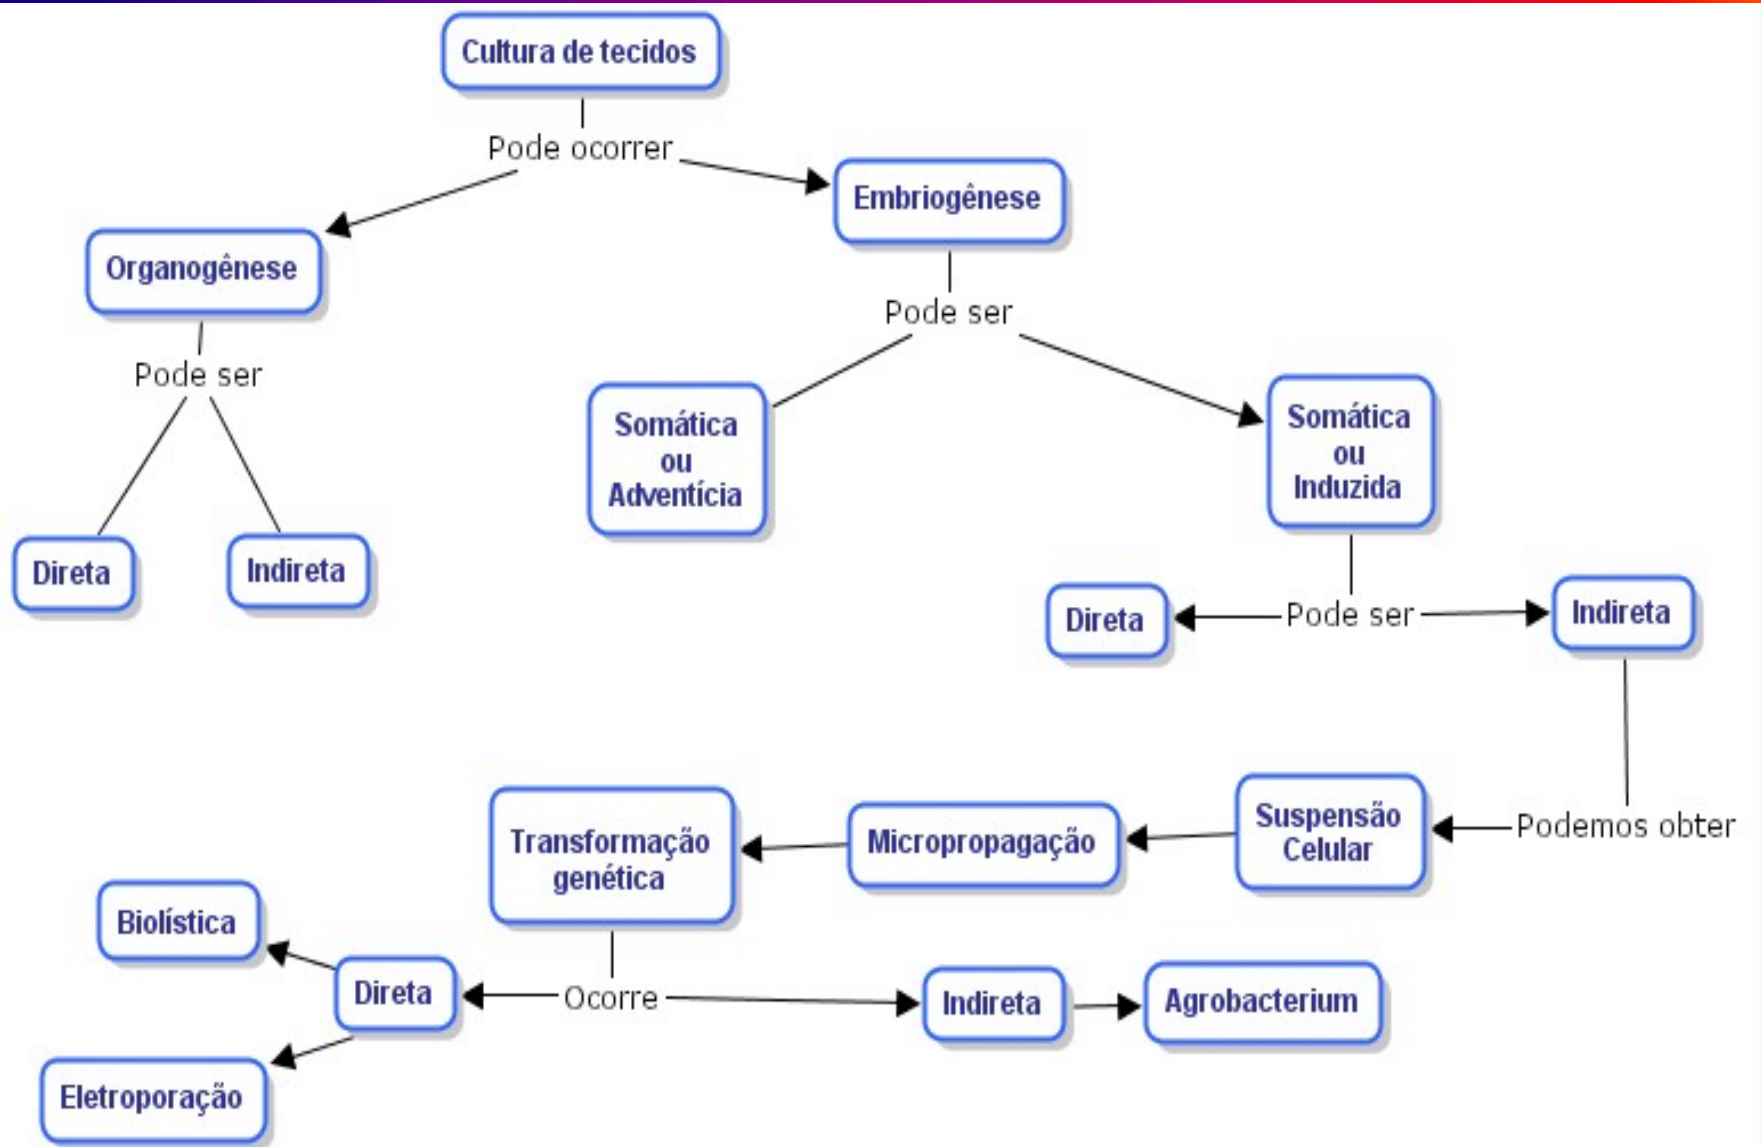 Cultura de tecidos
Pode ocorrer
Embriogênese
Organogênese
Pode ser
Pode ser
Somática
ou
Adventícia
Somática
ou
Induzida
Direta
Indireta
Direta
Pode ser
Indireta
Transformação
genética
Micropropagação
Suspensão
Celular
Podemos obter
Biolística
Direta
Ocorre
Indireta
Agrobacterium
Eletroporação